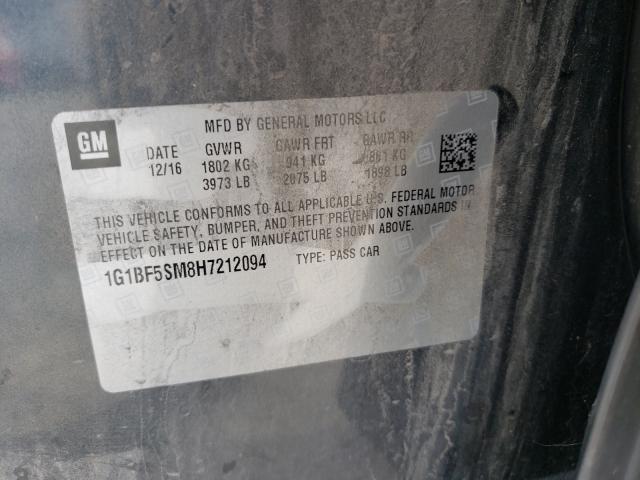 GM
MFD BY GENERAL MOTORS LLC
DATE GVWR GAWR FRT GAWR RR
12/16 1802 KG 941 KG 861 KG
3973 LB 2075 LB 1898 LB
THIS VEHICLE CONFORMS TO ALL APPLICABLE U.S. FEDERAL MOTOR
VEHICLE SAFETY, BUMPER, AND THEFT PREVENTION STANDARDS IN
EFFECT ON THE DATE OF MANUFACTURE SHOWN ABOVE.
1G1BF5SM8H7212094 TYPE: PASS CAR